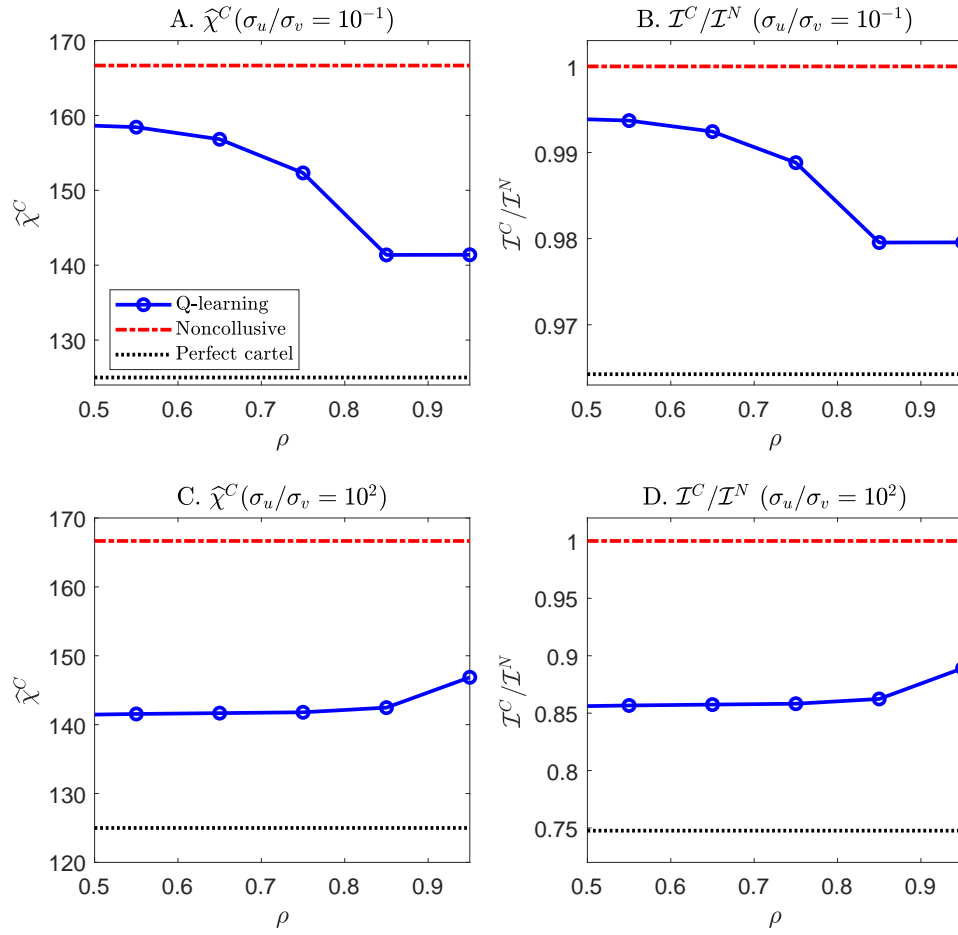 A. χ̂^C (σ_u/σ_v = 10^{-1})
170
160
150
140
130
χ̂^C
Q-learning
Noncollusive
Perfect cartel
0.5 0.6 0.7 0.8 0.9
ρ
B. 𝓘^C/𝓘^N (σ_u/σ_v = 10^{-1})
1
0.99
0.98
0.97
𝓘^C/𝓘^N
0.5 0.6 0.7 0.8 0.9
ρ
C. χ̂^C (σ_u/σ_v = 10^2)
170
160
150
140
130
120
χ̂^C
0.5 0.6 0.7 0.8 0.9
ρ
D. 𝓘^C/𝓘^N (σ_u/σ_v = 10^2)
1
0.95
0.9
0.85
0.8
0.75
𝓘^C/𝓘^N
0.5 0.6 0.7 0.8 0.9
ρ